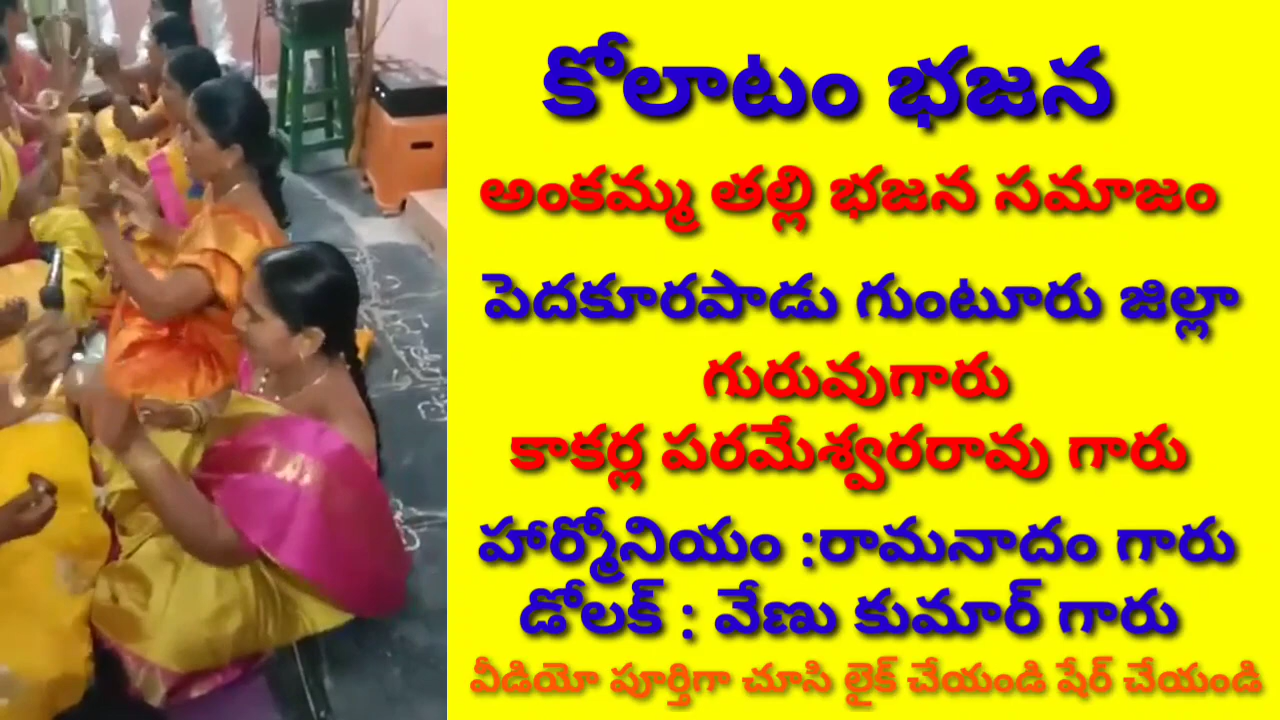 కోలాటం భజన
అంకమ్మ తల్లి భజన సమాజం
పెదకూరపాడు గుంటూరు జిల్లా
గురువుగారు
కాకర్ల పరమేశ్వరరావు గారు
హార్మోనియం :రామనాదం గారు
డోలక్ : వేణు కుమార్ గారు
వీడియో పూర్తిగా చూసి లైక్ చేయండి షేర్ చేయండి